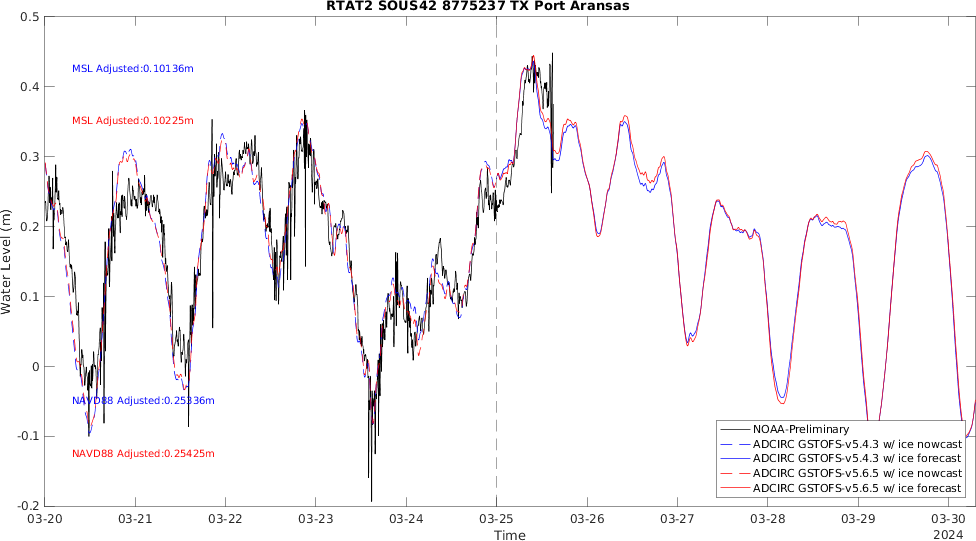 RTAT2 SOUS42 8775237 TX Port Aransas
0.5
0.4
0.3
0.2
0.1
0
-0.1
-0.2
Water Level (m)
MSL Adjusted:0.10136m
MSL Adjusted:0.10225m
NAVD88 Adjusted:0.25336m
NAVD88 Adjusted:0.25425m
NOAA-Preliminary
ADCIRC GSTOFS-v5.4.3 w/ ice nowcast
ADCIRC GSTOFS-v5.4.3 w/ ice forecast
ADCIRC GSTOFS-v5.6.5 w/ ice nowcast
ADCIRC GSTOFS-v5.6.5 w/ ice forecast
03-20 03-21 03-22 03-23 03-24 03-25 03-26 03-27 03-28 03-29 03-30
Time 2024